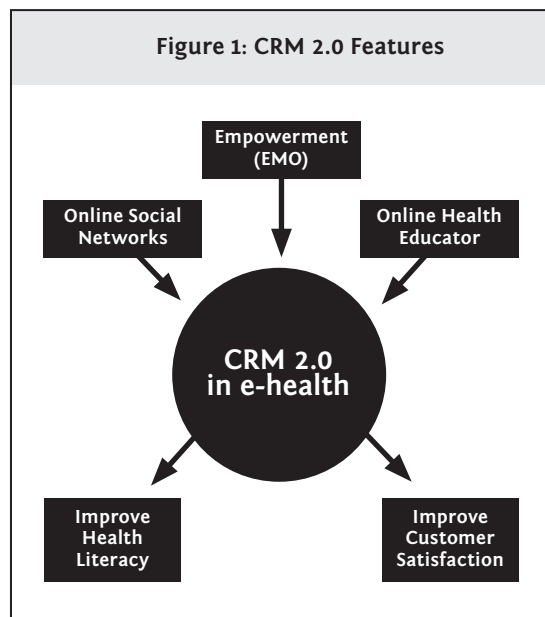 Figure 1: CRM 2.0 Features
Empowerment
(EMO)
Online Social
Networks
Online Health
Educator
CRM 2.0
in e-health
Improve
Health
Literacy
Improve
Customer
Satisfaction